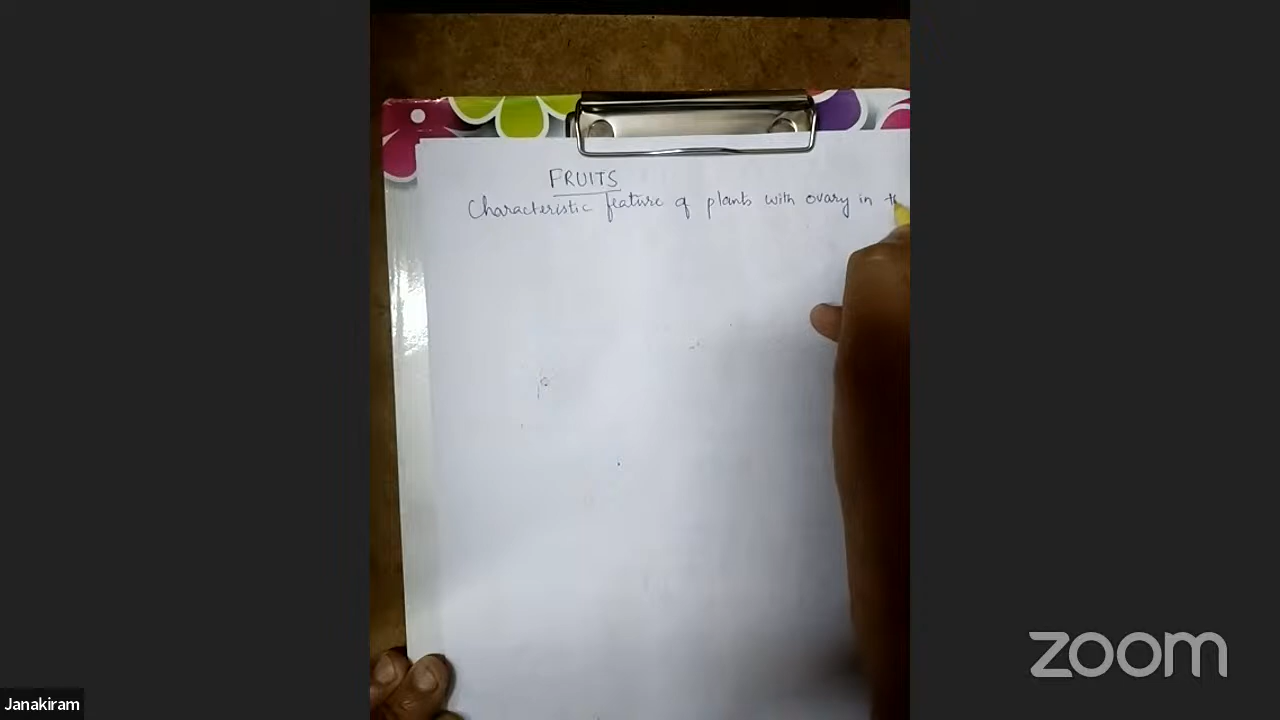 FRUITS
Characteristic feature of plants with ovary in
Janakiram
zoom